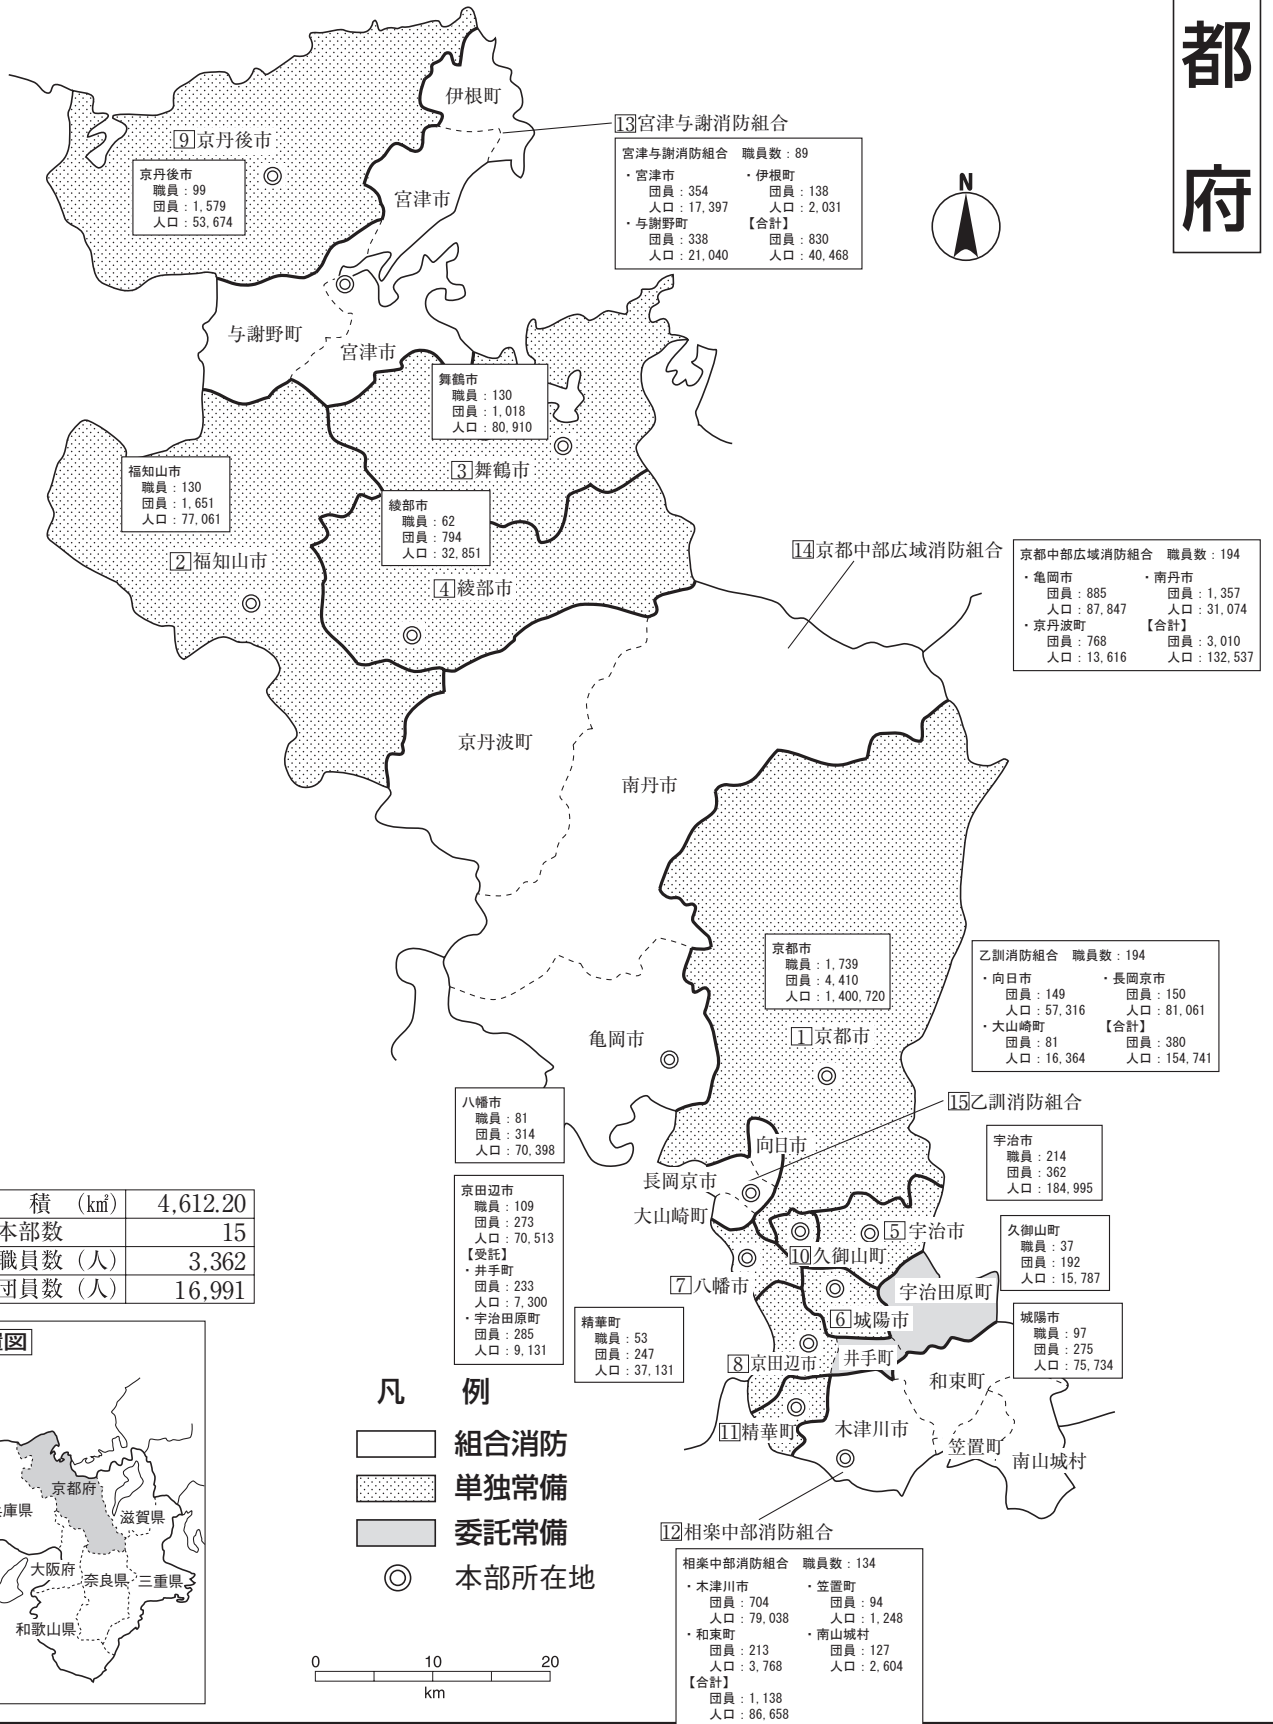 都
府
伊根町
13宮津与謝消防組合
宮津与謝消防組合 職員数：89
・宮津市 ・伊根町
団員：354 団員：138
人口：17,397 人口：2,031
・与謝野町 【合計】
団員：338 団員：830
人口：21,040 人口：40,468
N
9京丹後市
京丹後市
職員：99
団員：1,579
人口：53,674
宮津市
与謝野町
宮津市
舞鶴市
職員：130
団員：1,018
人口：80,910
3舞鶴市
福知山市
職員：130
団員：1,651
人口：77,061
2福知山市
綾部市
職員：62
団員：794
人口：32,851
4綾部市
14京都中部広域消防組合
京都中部広域消防組合 職員数：194
・亀岡市 ・南丹市
団員：885 団員：1,357
人口：87,847 人口：31,074
・京丹波町 【合計】
団員：768 団員：3,010
人口：13,616 人口：132,537
京丹波町
南丹市
京都市
職員：1,739
団員：4,410
人口：1,400,720
1京都市
亀岡市
乙訓消防組合 職員数：194
・向日市 ・長岡京市
団員：149 団員：150
人口：57,316 人口：81,061
・大山崎町 【合計】
団員：81 団員：380
人口：16,364 人口：154,741
15乙訓消防組合
八幡市
職員：81
団員：314
人口：70,398
向日市
長岡京市
大山崎町
宇治市
職員：214
団員：362
人口：184,995
京田辺市
職員：109
団員：273
人口：70,513
【受託】
・井手町
団員：233
人口：7,300
・宇治田原町
団員：285
人口：9,131
5宇治市
10久御山町
久御山町
職員：37
団員：192
人口：15,787
7八幡市
宇治田原町
6城陽市
城陽市
職員：97
団員：275
人口：75,734
精華町
職員：53
団員：247
人口：37,131
8京田辺市
井手町
和束町
11精華町
木津川市
笠置町
南山城村
積 （㎢） 4,612.20
本部数 15
職員数（人） 3,362
団員数（人） 16,991
置図
京都府
兵庫県
滋賀県
大阪府
奈良県
三重県
和歌山県
凡 例
組合消防
単独常備
委託常備
本部所在地
0 10 20
km
12相楽中部消防組合
相楽中部消防組合 職員数：134
・木津川市 ・笠置町
団員：704 団員：94
人口：79,038 人口：1,248
・和束町 ・南山城村
団員：213 団員：127
人口：3,768 人口：2,604
【合計】
団員：1,138
人口：86,658